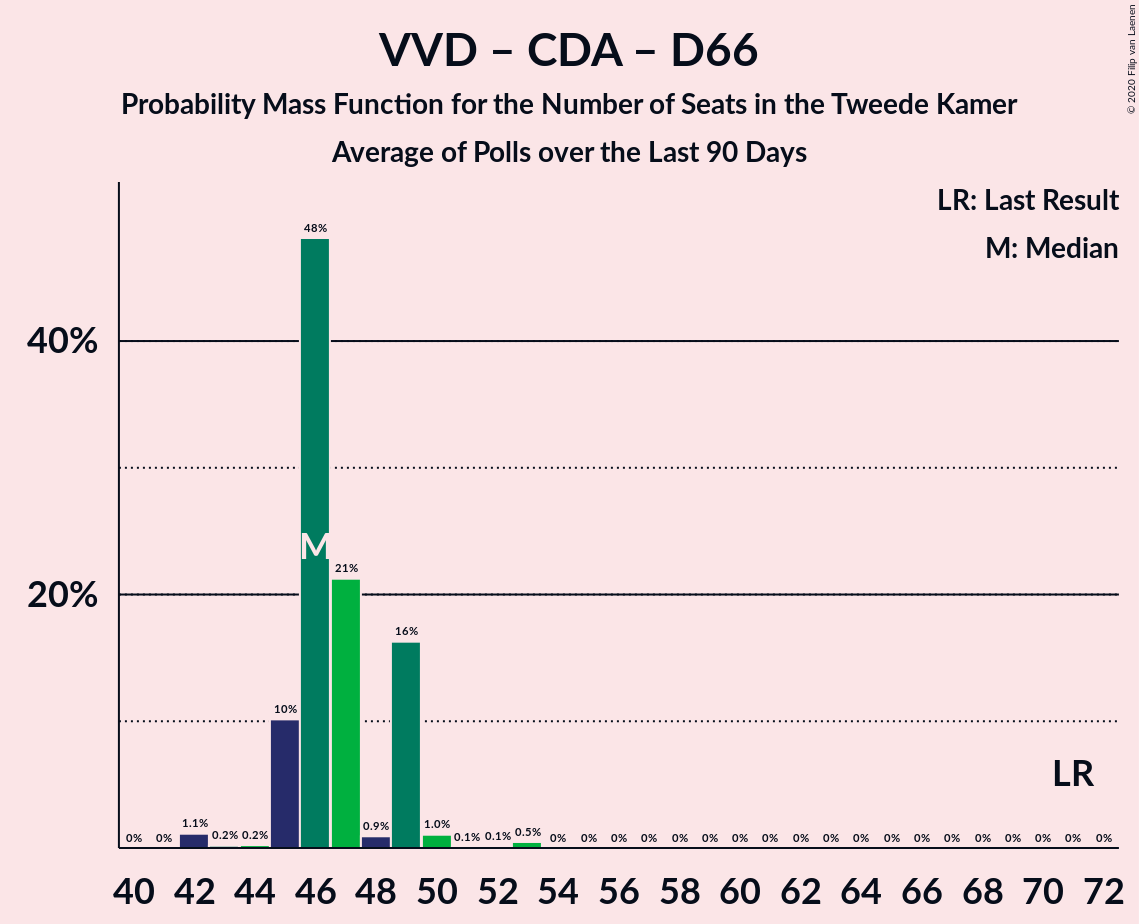 VVD – CDA – D66
Probability Mass Function for the Number of Seats in the Tweede Kamer
Average of Polls over the Last 90 Days
© 2020 Filip van Laenen
LR: Last Result
M: Median
40%
20%
0% 0% 1.1% 0.2% 0.2% 10% 48% 21% 0.9% 16% 1.0% 0.1% 0.1% 0.5% 0% 0% 0% 0% 0% 0% 0% 0% 0% 0% 0% 0% 0% 0% 0% 0% 0% 0% 0%
M
LR
40 42 44 46 48 50 52 54 56 58 60 62 64 66 68 70 72